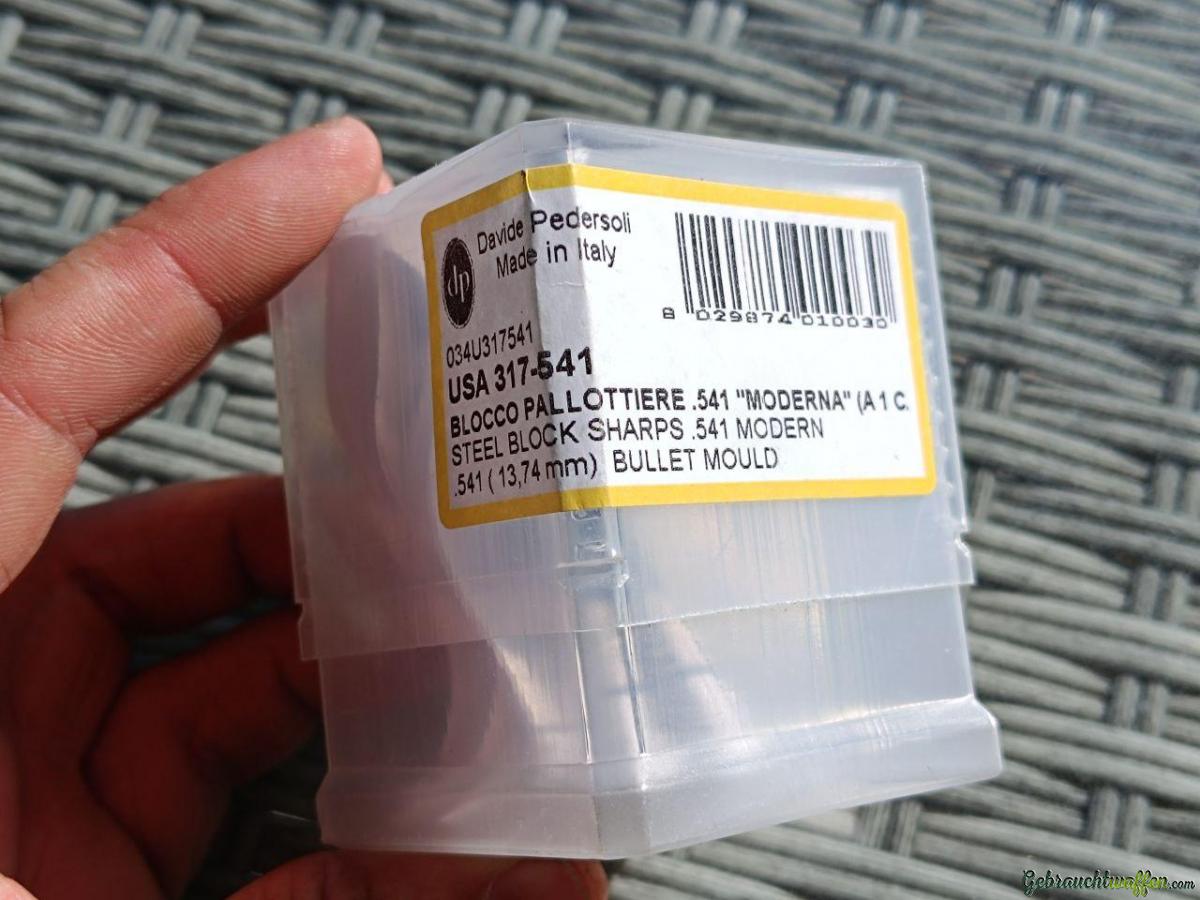 Davide Pedersoli
Made in Italy
dp
8 029874 010030
034U317541
USA 317-541
BLOCCO PALLOTTIERE .541 "MODERNA" (A 1 C.
STEEL BLOCK SHARPS .541 MODERN
.541 ( 13,74 mm) BULLET MOULD
Gebrauchtwaffen.com